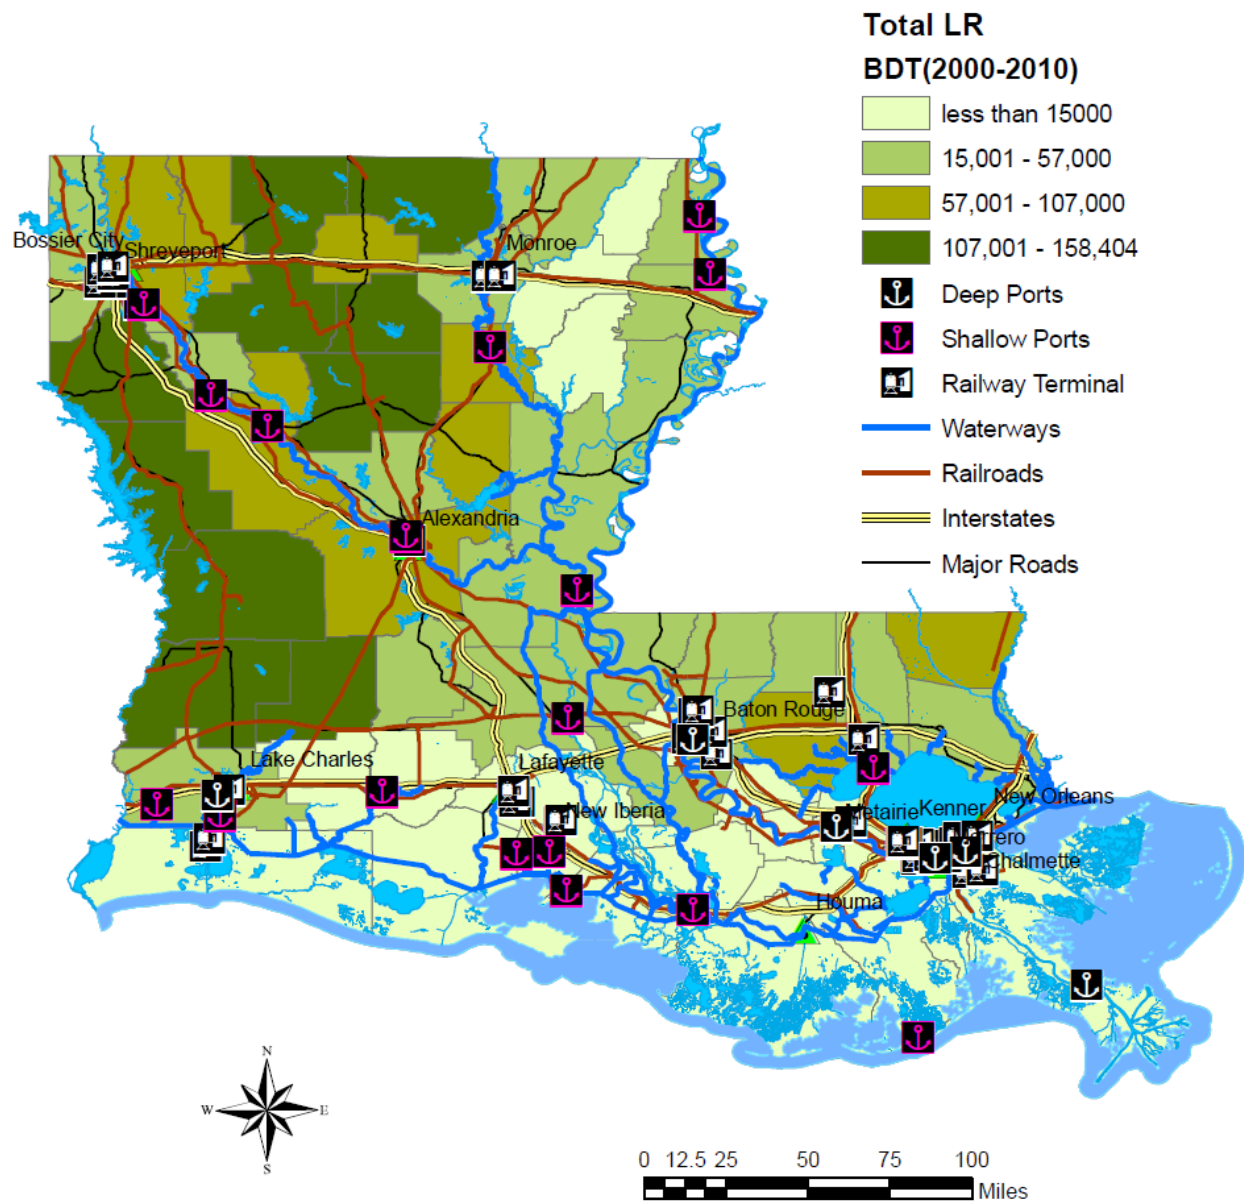 Total LR
BDT(2000-2010)
less than 15000
15,001 - 57,000
57,001 - 107,000
107,001 - 158,404
Deep Ports
Shallow Ports
Railway Terminal
Waterways
Railroads
Interstates
Major Roads
Bossier City
Shreveport
Monroe
Alexandria
Baton Rouge
Lake Charles
Lafayette
New Iberia
Metairie
Kenner
New Orleans
Chalmette
Houma
N
W
E
S
0 12.5 25 50 75 100
Miles